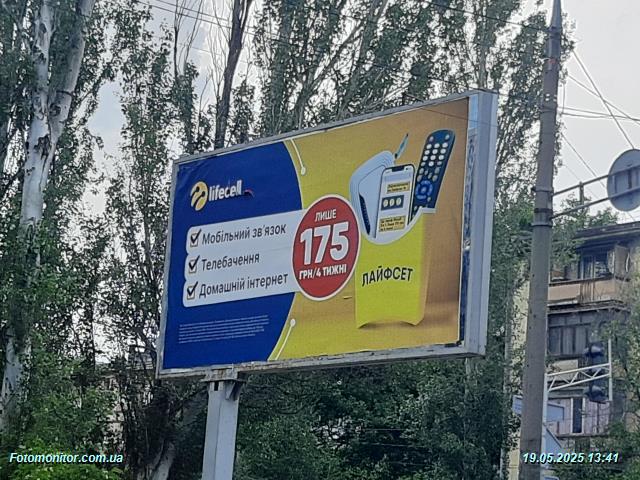 lifecell
Мобільний зв'язок
Телебачення
Домашній інтернет
ЛИШЕ
175
ГРН/4 ТИЖНІ
ЛАЙФСЕТ
Fotomonitor.com.ua
19.05.2025 13:41